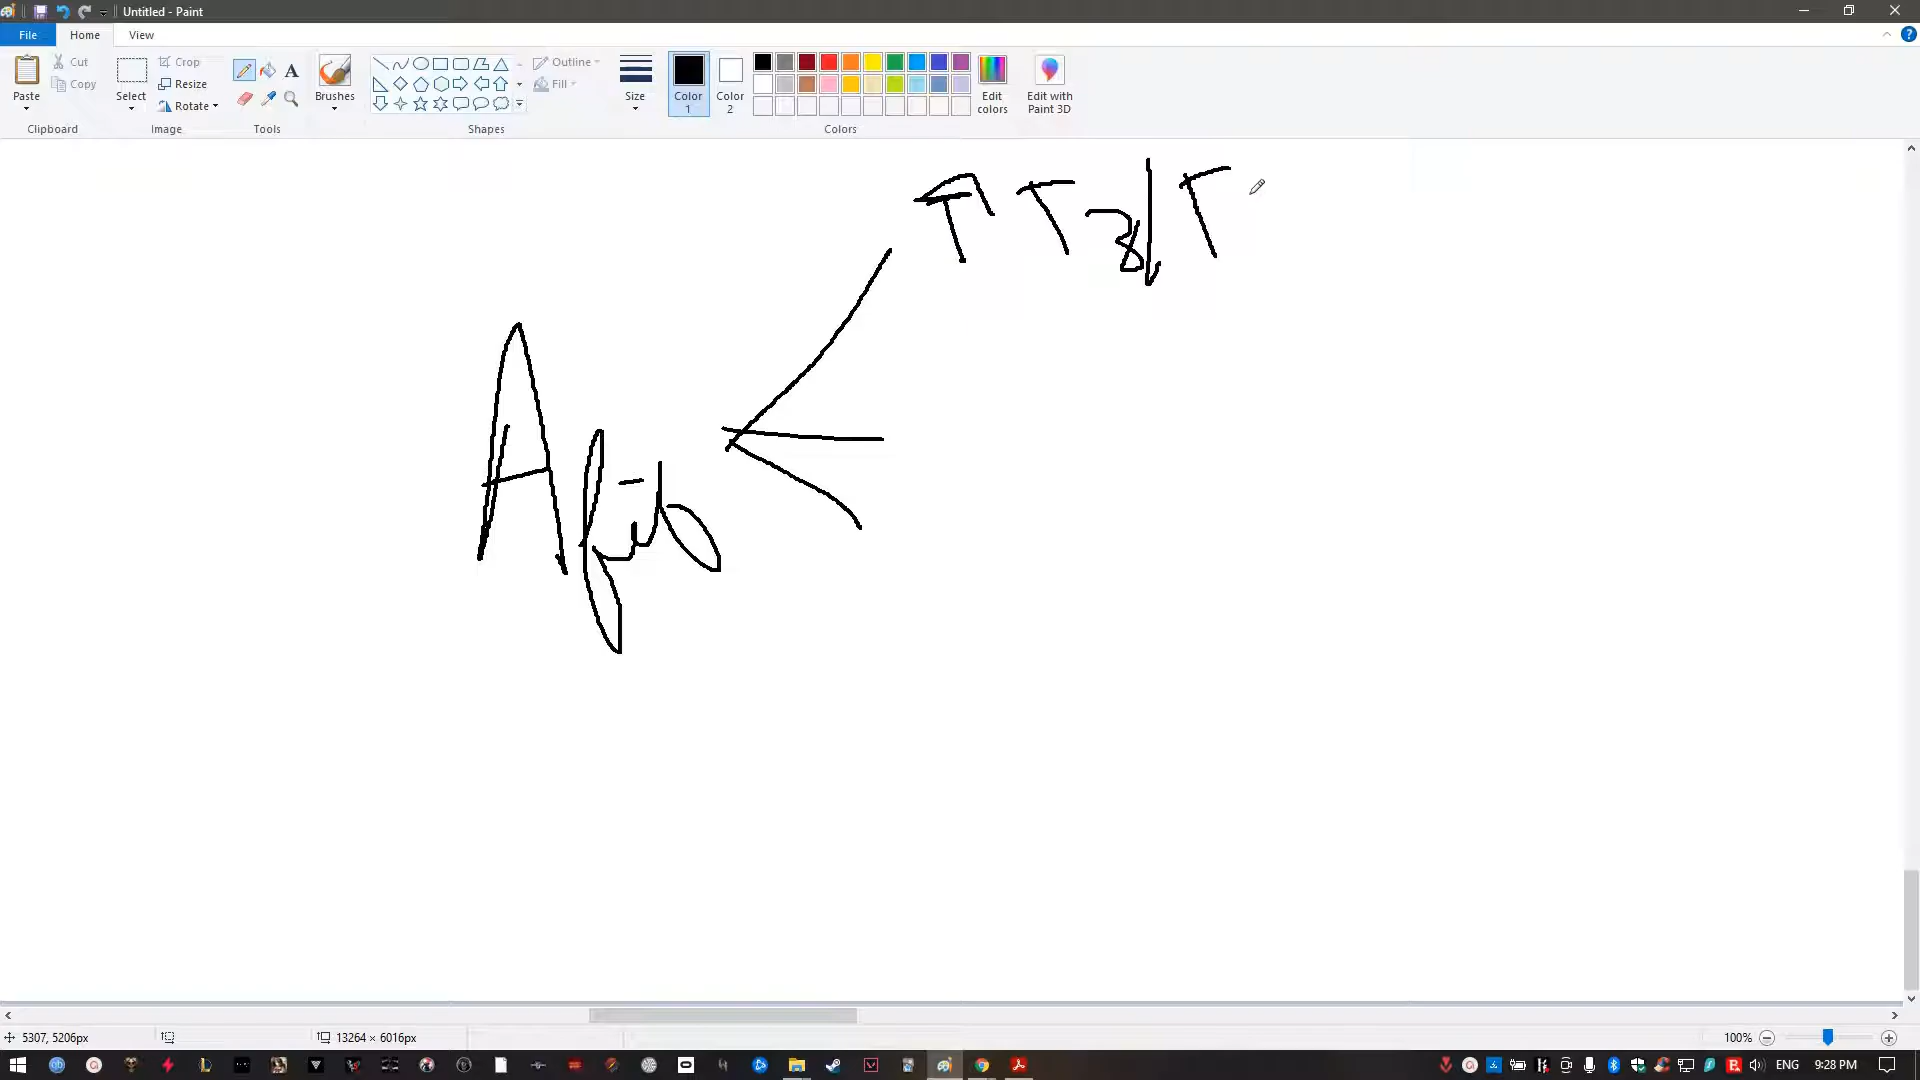 Untitled - Paint
File
Home
View
Paste
Cut
Copy
Clipboard
Select
Crop
Resize
Rotate
Image
Tools
Brushes
Shapes
Outline
Fill
Size
Color 1
Color 2
Colors
Edit colors
Edit with Paint 3D
5307, 5206px
13264 × 6016px
100%
ENG
9:28 PM